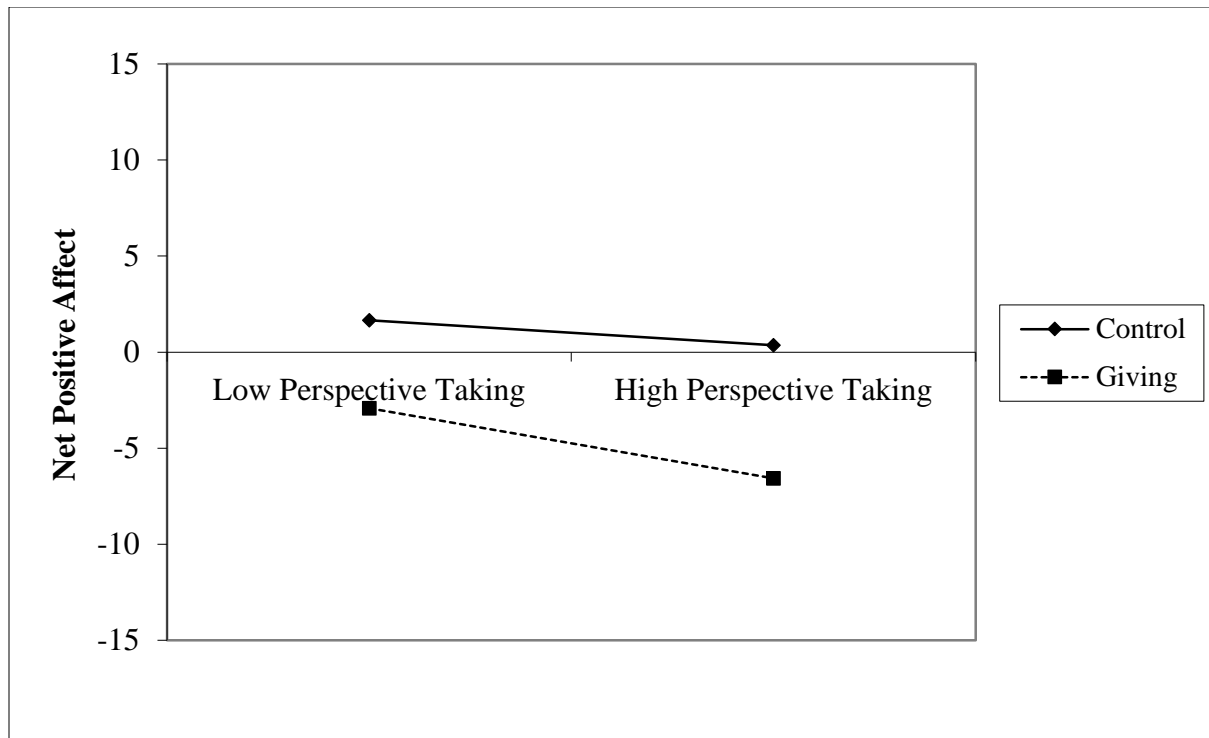 15
10
5
0
-5
-10
-15
Net Positive Affect
Low Perspective Taking
High Perspective Taking
Control
Giving